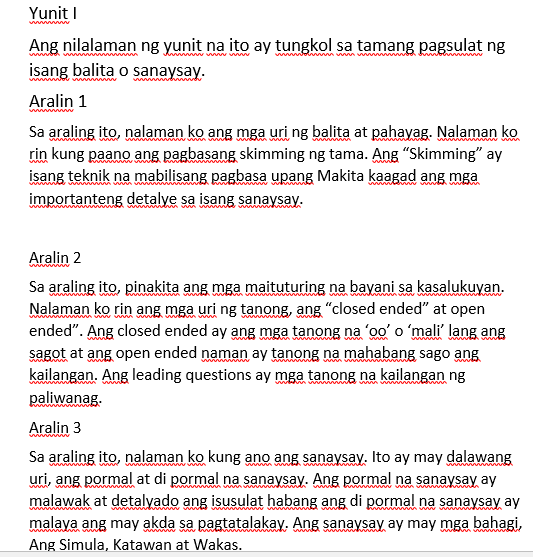 Yunit I
Ang nilalaman ng yunit na ito ay tungkol sa tamang pagsulat ng
isang balita o sanaysay.
Aralin 1
Sa araling ito, nalaman ko ang mga uri ng balita at pahayag. Nalaman ko
rin kung paano ang pagbasang skimming ng tama. Ang “Skimming” ay
isang teknik na mabilisang pagbasa upang Makita kaagad ang mga
importanteng detalye sa isang sanaysay.
Aralin 2
Sa araling ito, pinakita ang mga maituturing na bayani sa kasalukuyan.
Nalaman ko rin ang mga uri ng tanong, ang “closed ended” at open
ended”. Ang closed ended ay ang mga tanong na ‘oo’ o ‘mali’ lang ang
sagot at ang open ended naman ay tanong na mahabang sago ang
kailangan. Ang leading questions ay mga tanong na kailangan ng
paliwanag.
Aralin 3
Sa araling ito, nalaman ko kung ano ang sanaysay. Ito ay may dalawang
uri, ang pormal at di pormal na sanaysay. Ang pormal na sanaysay ay
malawak at detalyado ang isusulat habang ang di pormal na sanaysay ay
malaya ang may akda sa pagtatalakay. Ang sanaysay ay may mga bahagi,
Ang Simula, Katawan at Wakas.